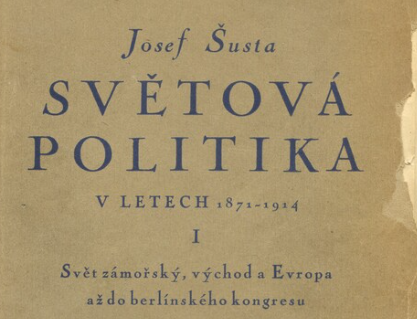 Josef Šusta
SVĚTOVÁ
POLITIKA
V LETECH 1871-1914
I
Svět zámořský, východ a Evropa
až do berlínského kongresu